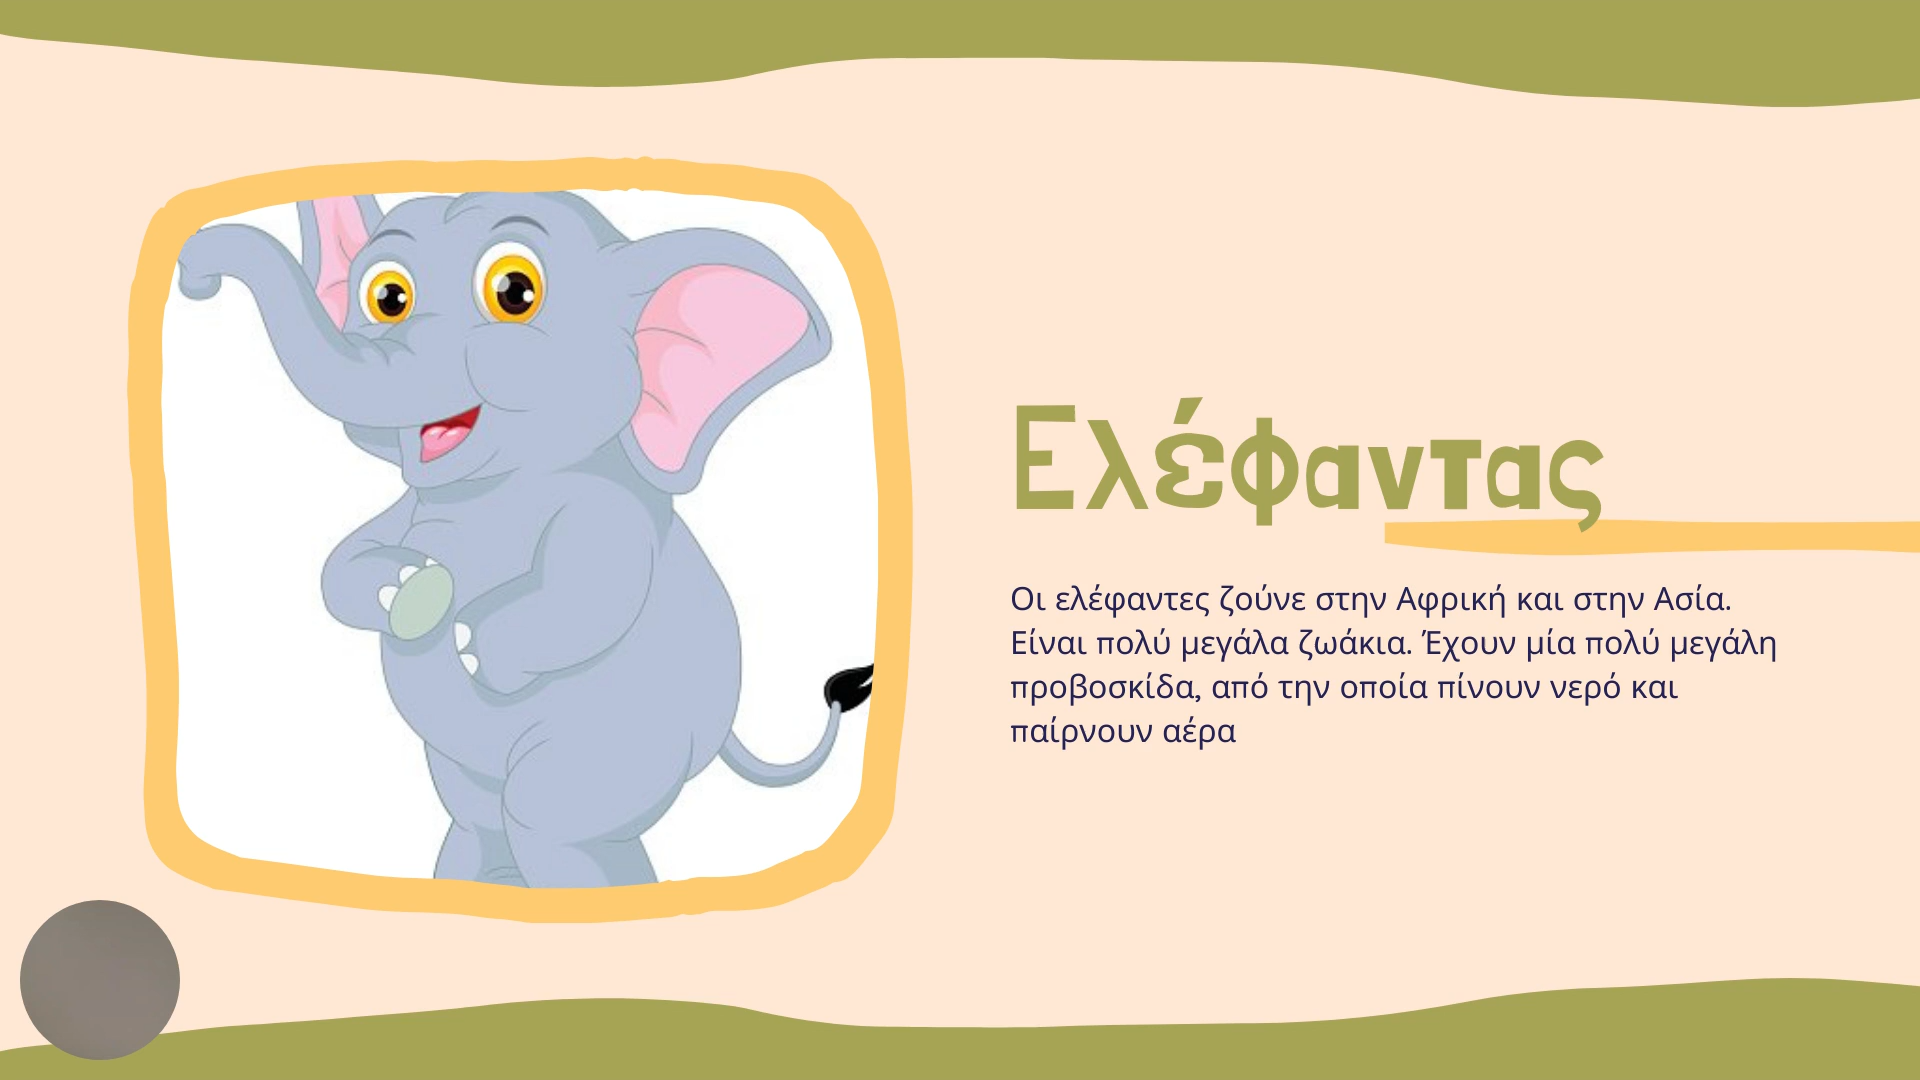 Ελέφαντας
Οι ελέφαντες ζούνε στην Αφρική και στην Ασία.
Είναι πολύ μεγάλα ζωάκια. Έχουν μία πολύ μεγάλη
προβοσκίδα, από την οποία πίνουν νερό και
παίρνουν αέρα